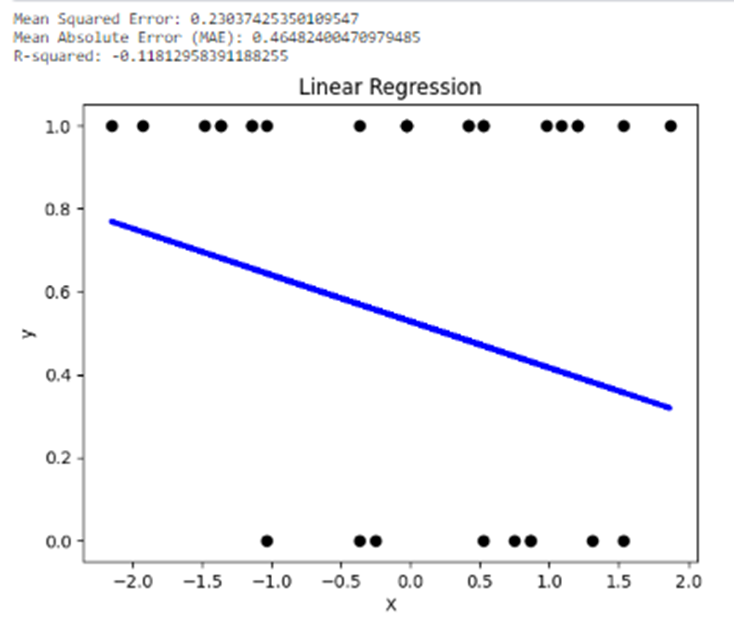 Mean Squared Error: 0.23037425350109547
Mean Absolute Error (MAE): 0.46482400470979485
R-squared: -0.11812958391188255
Linear Regression
1.0
0.8
0.6
0.4
0.2
0.0
y
-2.0 -1.5 -1.0 -0.5 0.0 0.5 1.0 1.5 2.0
X